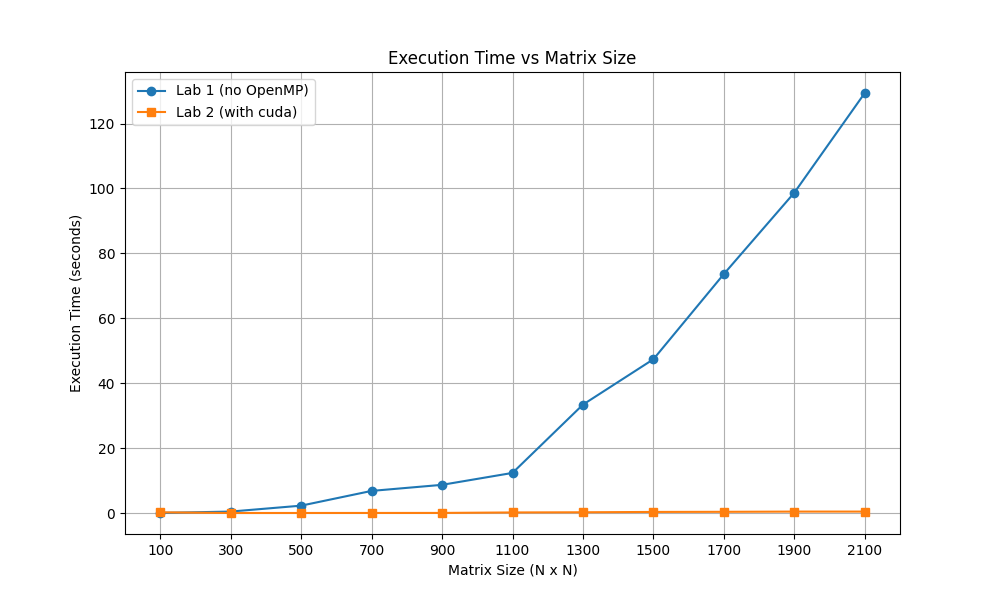 Execution Time vs Matrix Size
Lab 1 (no OpenMP)
Lab 2 (with cuda)
Execution Time (seconds)
120
100
80
60
40
20
0
100 300 500 700 900 1100 1300 1500 1700 1900 2100
Matrix Size (N x N)